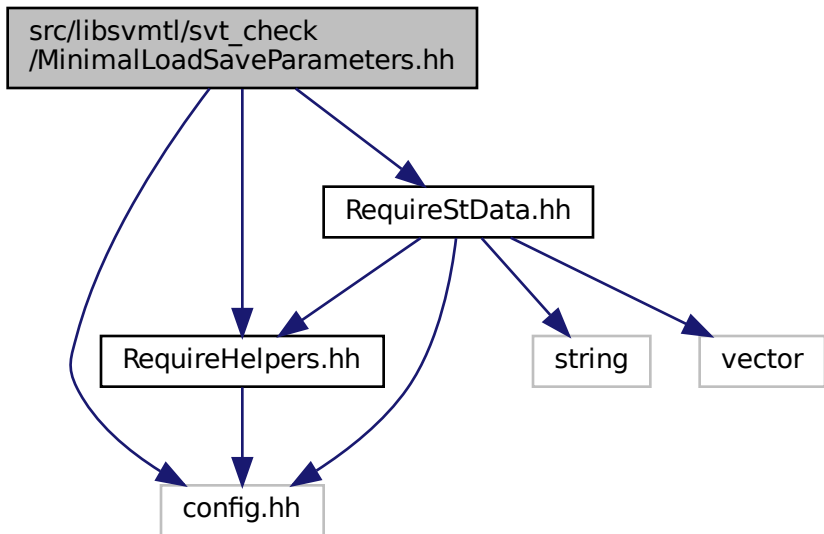 src/libsvmtl/svt_check
/MinimalLoadSaveParameters.hh
RequireStData.hh
RequireHelpers.hh
string
vector
config.hh